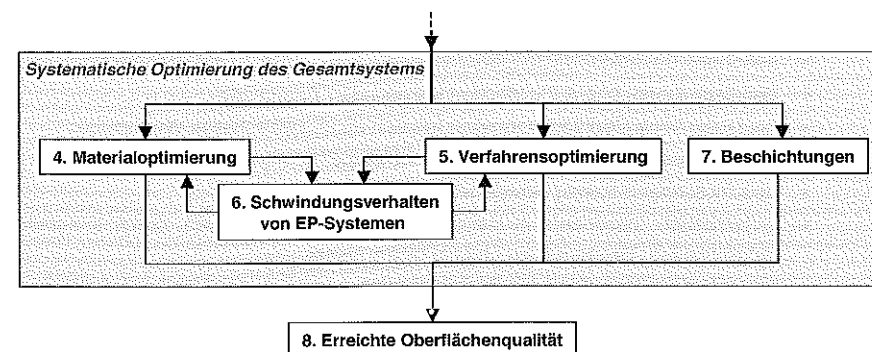 Systematische Optimierung des Gesamtsystems
4. Materialoptimierung
5. Verfahrensoptimierung
7. Beschichtungen
6. Schwindungsverhalten
von EP-Systemen
8. Erreichte Oberflächenqualität